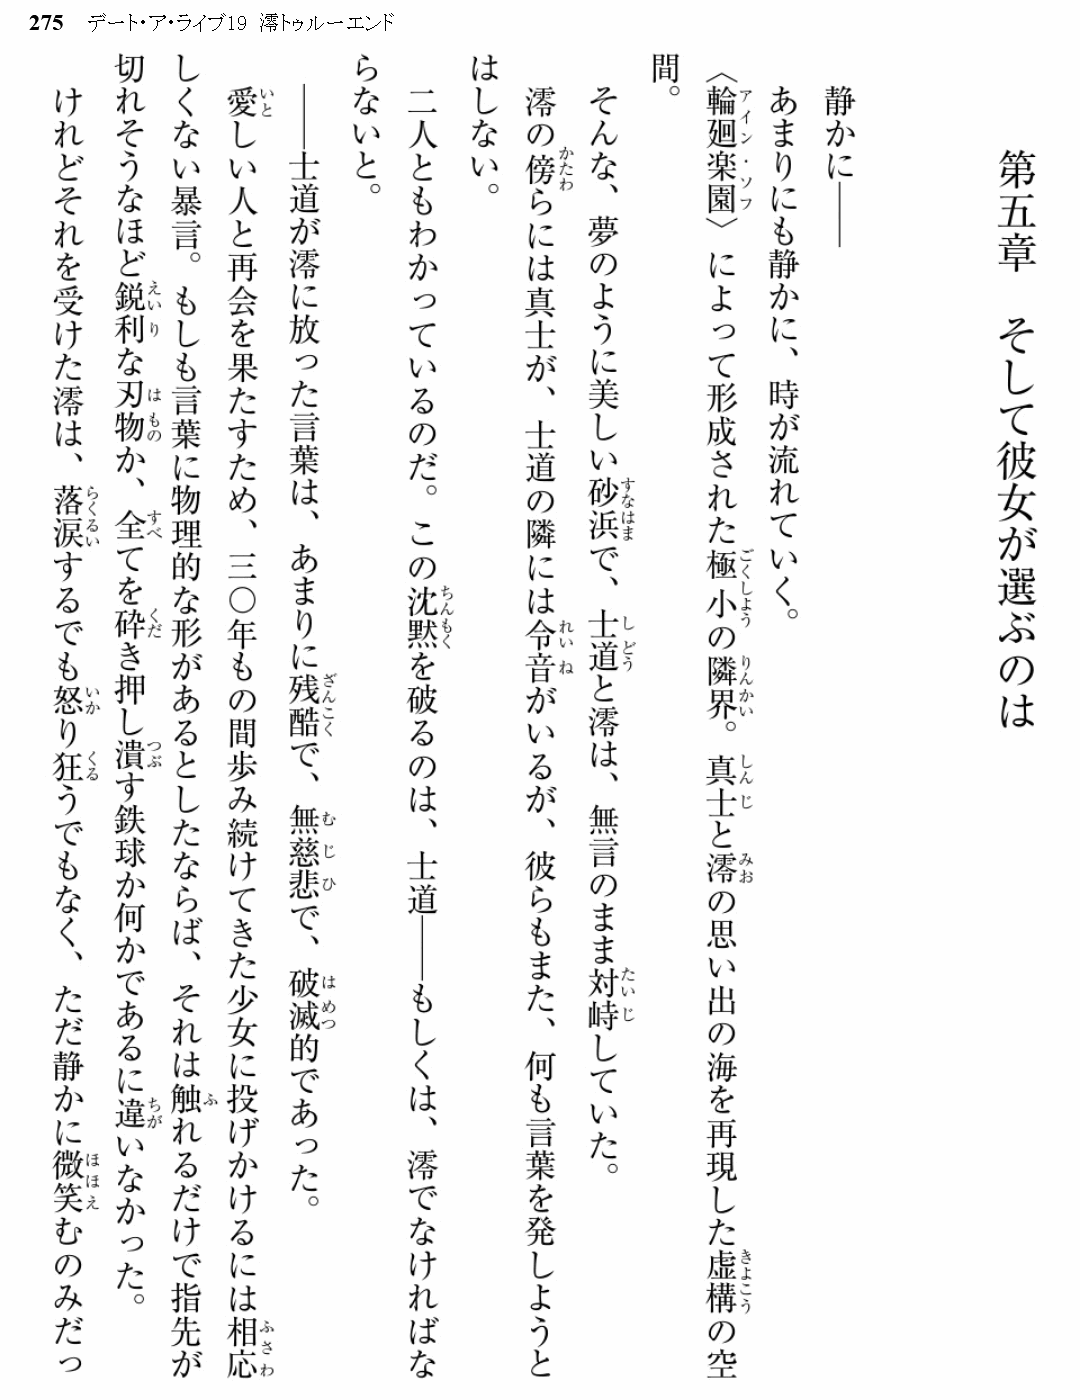 275 デート・ア・ライブ19 澪トゥルーエンド
第五章　そして彼女が選ぶのは
静かに――
あまりにも静かに、時が流れていく。
〈輪廻楽園〉によって形成された極小の隣界。真士と澪の思い出の海を再現した虚構の空
間。
そんな、夢のように美しい砂浜で、士道と澪は、無言のまま対峙していた。
澪の傍らには真士が、士道の隣には令音がいるが、彼らもまた、何も言葉を発しようと
はしない。
二人ともわかっているのだ。この沈黙を破るのは、士道――もしくは、澪でなければな
らないと。
――士道が澪に放った言葉は、あまりに残酷で、無慈悲で、破滅的であった。
愛しい人と再会を果たすため、三〇年もの間歩み続けてきた少女に投げかけるには相応
しくない暴言。もしも言葉に物理的な形があるとしたならば、それは触れるだけで指先が
切れそうなほど鋭利な刃物か、全てを砕き押し潰す鉄球か何かであるに違いなかった。
けれどそれを受けた澪は、落涙するでも怒り狂うでもなく、ただ静かに微笑むのみだっ